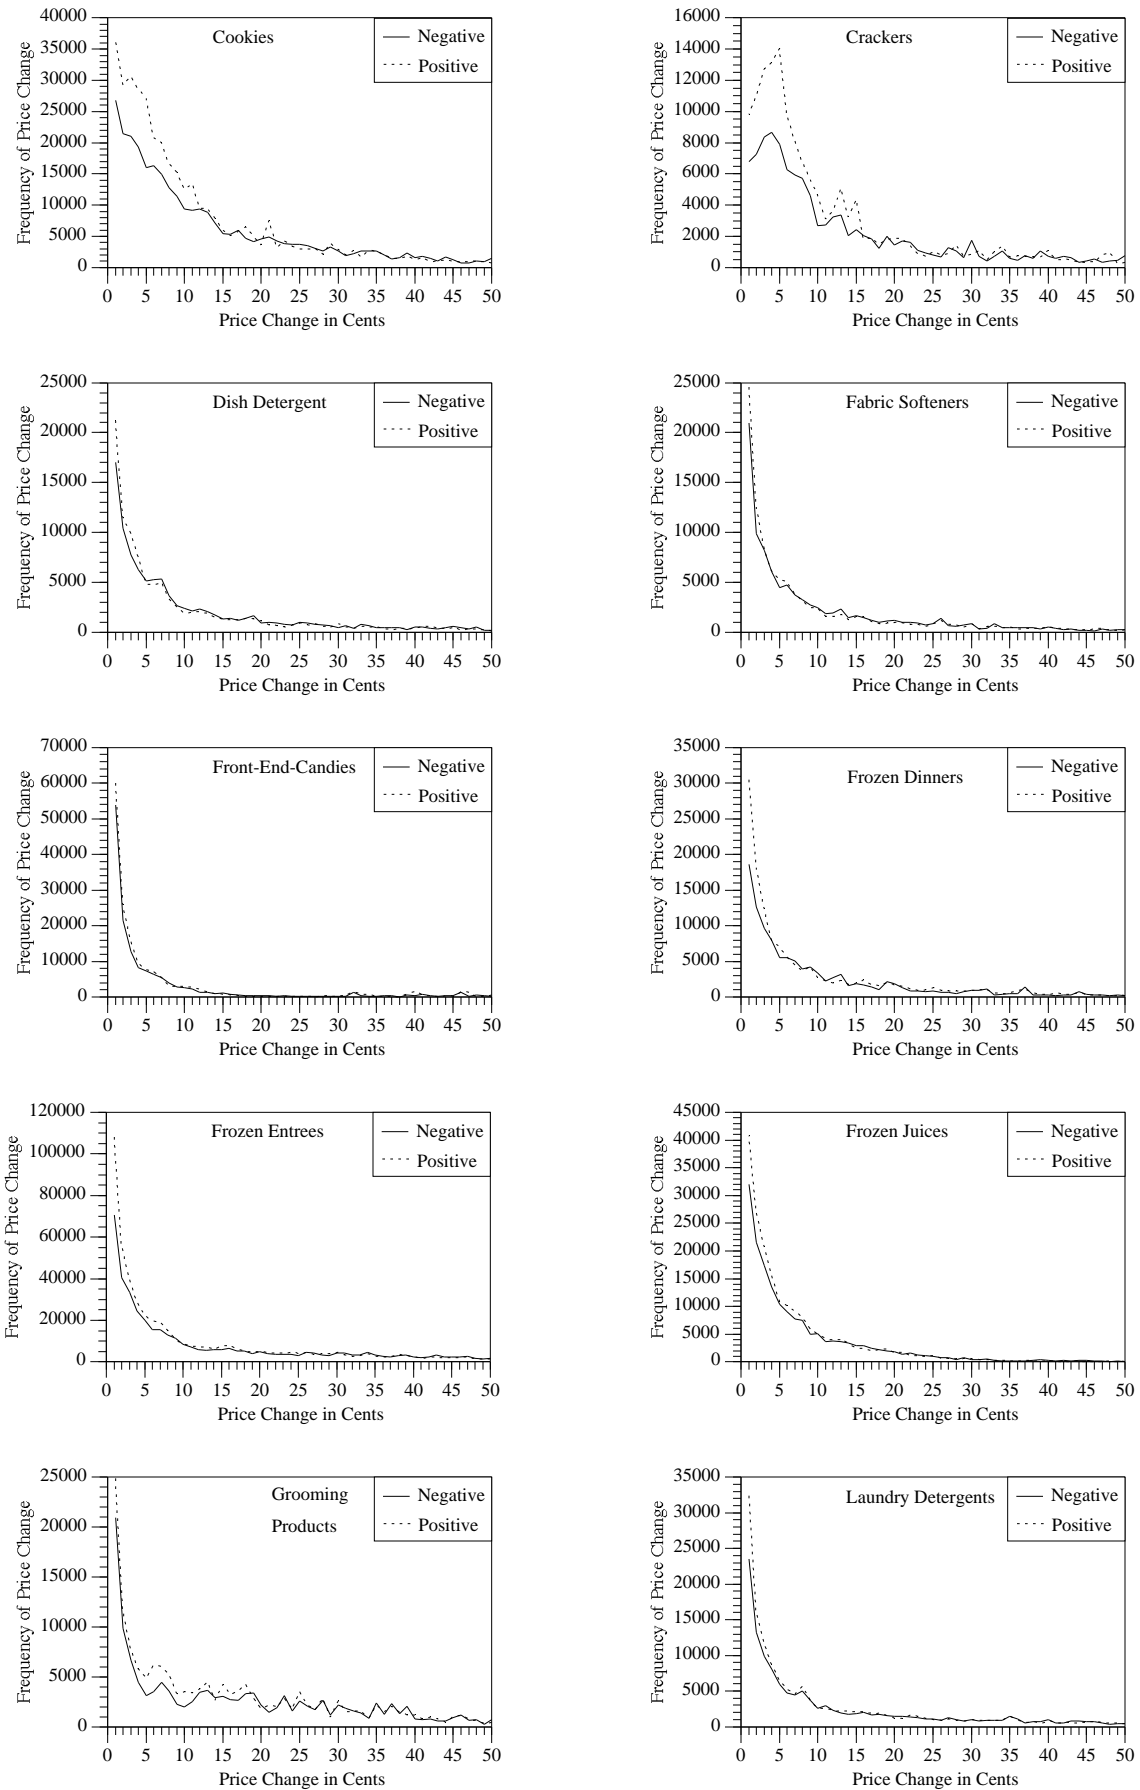 Cookies
Negative
Positive
Frequency of Price Change
40000
35000
30000
25000
20000
15000
10000
5000
0
0 5 10 15 20 25 30 35 40 45 50
Price Change in Cents
Crackers
Negative
Positive
Frequency of Price Change
16000
14000
12000
10000
8000
6000
4000
2000
0
0 5 10 15 20 25 30 35 40 45 50
Price Change in Cents
Dish Detergent
Negative
Positive
Frequency of Price Change
25000
20000
15000
10000
5000
0
0 5 10 15 20 25 30 35 40 45 50
Price Change in Cents
Fabric Softeners
Negative
Positive
Frequency of Price Change
25000
20000
15000
10000
5000
0
0 5 10 15 20 25 30 35 40 45 50
Price Change in Cents
Front-End-Candies
Negative
Positive
Frequency of Price Change
70000
60000
50000
40000
30000
20000
10000
0
0 5 10 15 20 25 30 35 40 45 50
Price Change in Cents
Frozen Dinners
Negative
Positive
Frequency of Price Change
35000
30000
25000
20000
15000
10000
5000
0
0 5 10 15 20 25 30 35 40 45 50
Price Change in Cents
Frozen Entrees
Negative
Positive
Frequency of Price Change
120000
100000
80000
60000
40000
20000
0
0 5 10 15 20 25 30 35 40 45 50
Price Change in Cents
Frozen Juices
Negative
Positive
Frequency of Price Change
45000
40000
35000
30000
25000
20000
15000
10000
5000
0
0 5 10 15 20 25 30 35 40 45 50
Price Change in Cents
Grooming
Products
Negative
Positive
Frequency of Price Change
25000
20000
15000
10000
5000
0
0 5 10 15 20 25 30 35 40 45 50
Price Change in Cents
Laundry Detergents
Negative
Positive
Frequency of Price Change
35000
30000
25000
20000
15000
10000
5000
0
0 5 10 15 20 25 30 35 40 45 50
Price Change in Cents